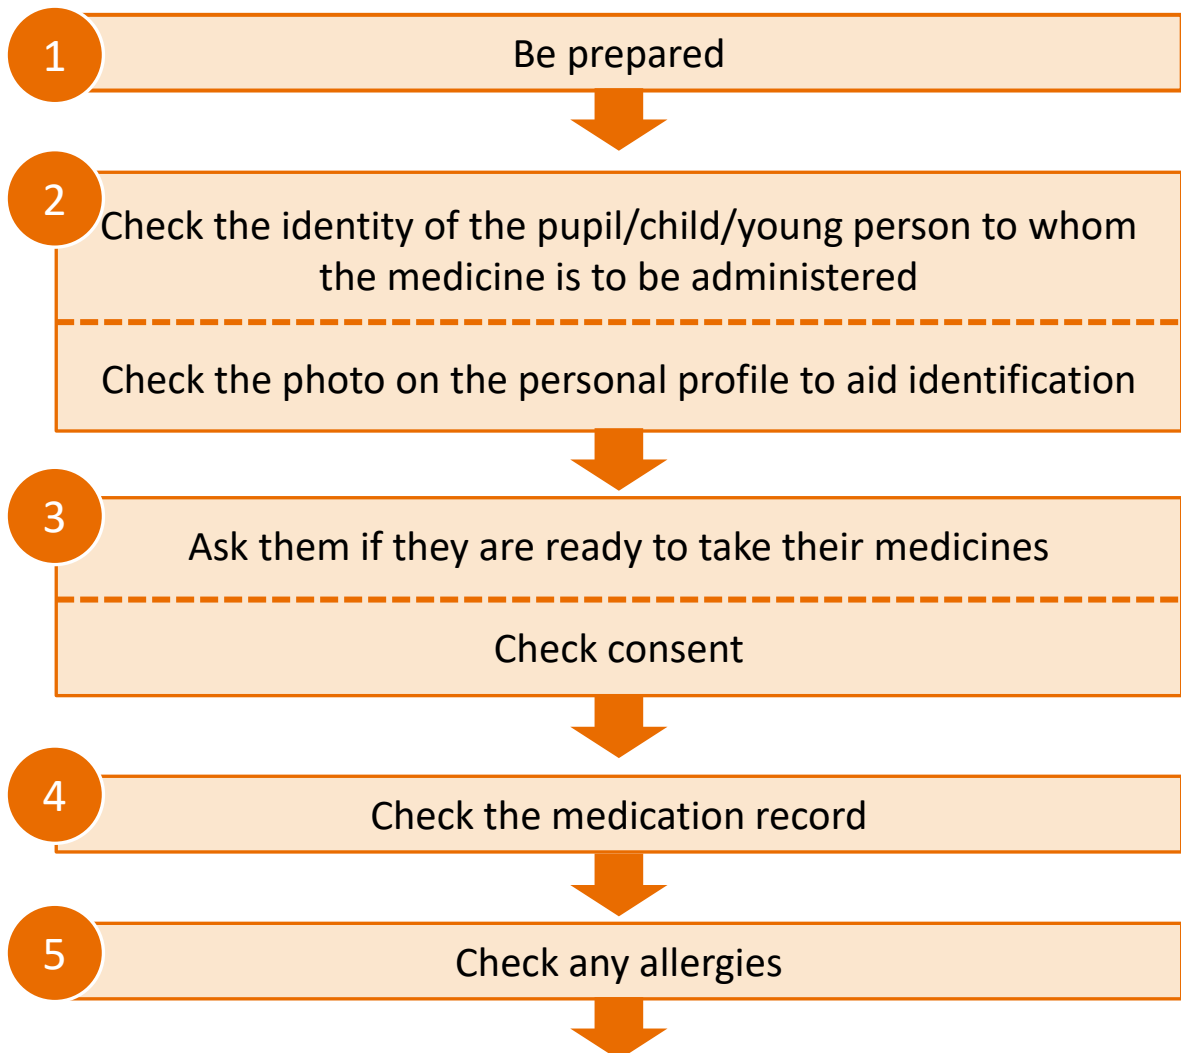 1
Be prepared
2
Check the identity of the pupil/child/young person to whom
the medicine is to be administered
Check the photo on the personal profile to aid identification
3
Ask them if they are ready to take their medicines
Check consent
4
Check the medication record
5
Check any allergies